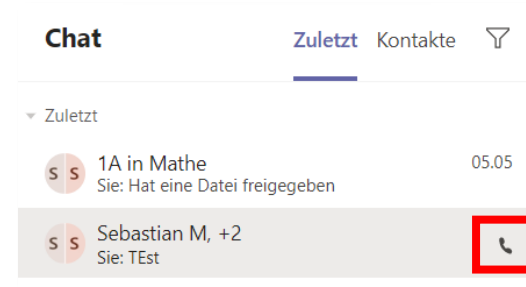 Chat Zuletzt Kontakte
Zuletzt
S S 1A in Mathe 05.05
Sie: Hat eine Datei freigegeben
S S Sebastian M, +2
Sie: TEst